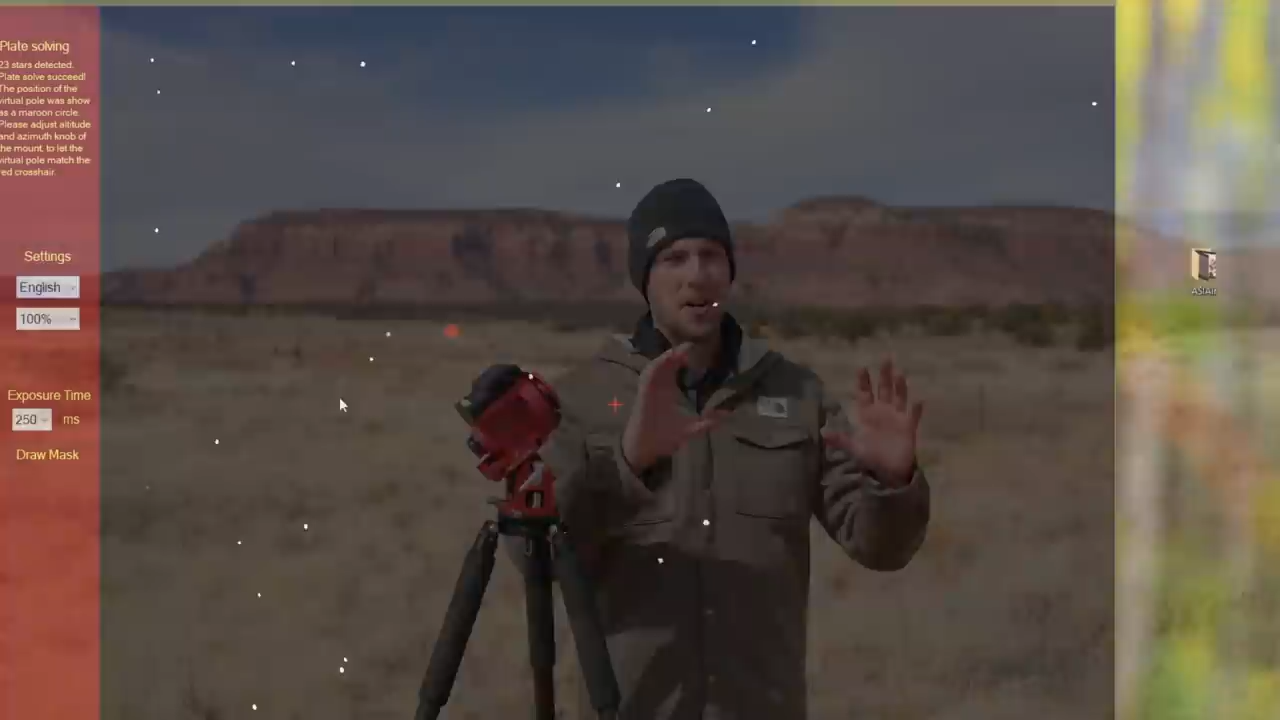 Plate solving
23 stars detected.
Plate solve succeed!
The position of the
virtual pole was show
as a maroon circle.
Please adjust altitude
and azimuth knob of
the mount, to let the
virtual pole match the
red crosshair.
Settings
English
100%
Exposure Time
250 ms
Draw Mask